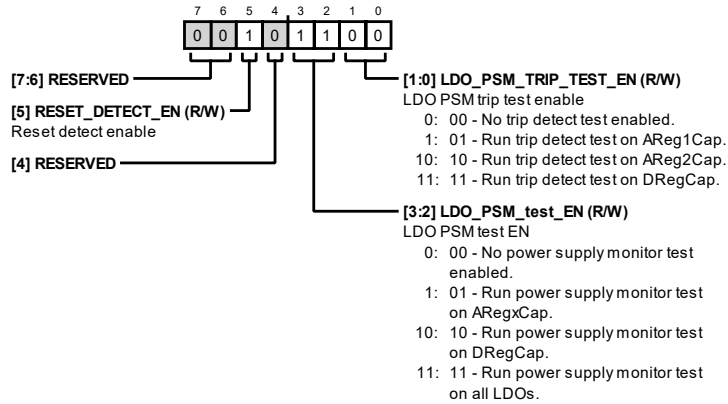 7 6 5 4 3 2 1 0
0 0 1 0 1 1 0 0
[7:6] RESERVED
[5] RESET_DETECT_EN (R/W)
Reset detect enable
[4] RESERVED
[1:0] LDO_PSM_TRIP_TEST_EN (R/W)
LDO PSM trip test enable
0: 00 - No trip detect test enabled.
1: 01 - Run trip detect test on AReg1Cap.
10: 10 - Run trip detect test on AReg2Cap.
11: 11 - Run trip detect test on DRegCap.
[3:2] LDO_PSM_test_EN (R/W)
LDO PSM test EN
0: 00 - No power supply monitor test
enabled.
1: 01 - Run power supply monitor test
on ARegxCap.
10: 10 - Run power supply monitor test
on DRegCap.
11: 11 - Run power supply monitor test
on all LDOs.